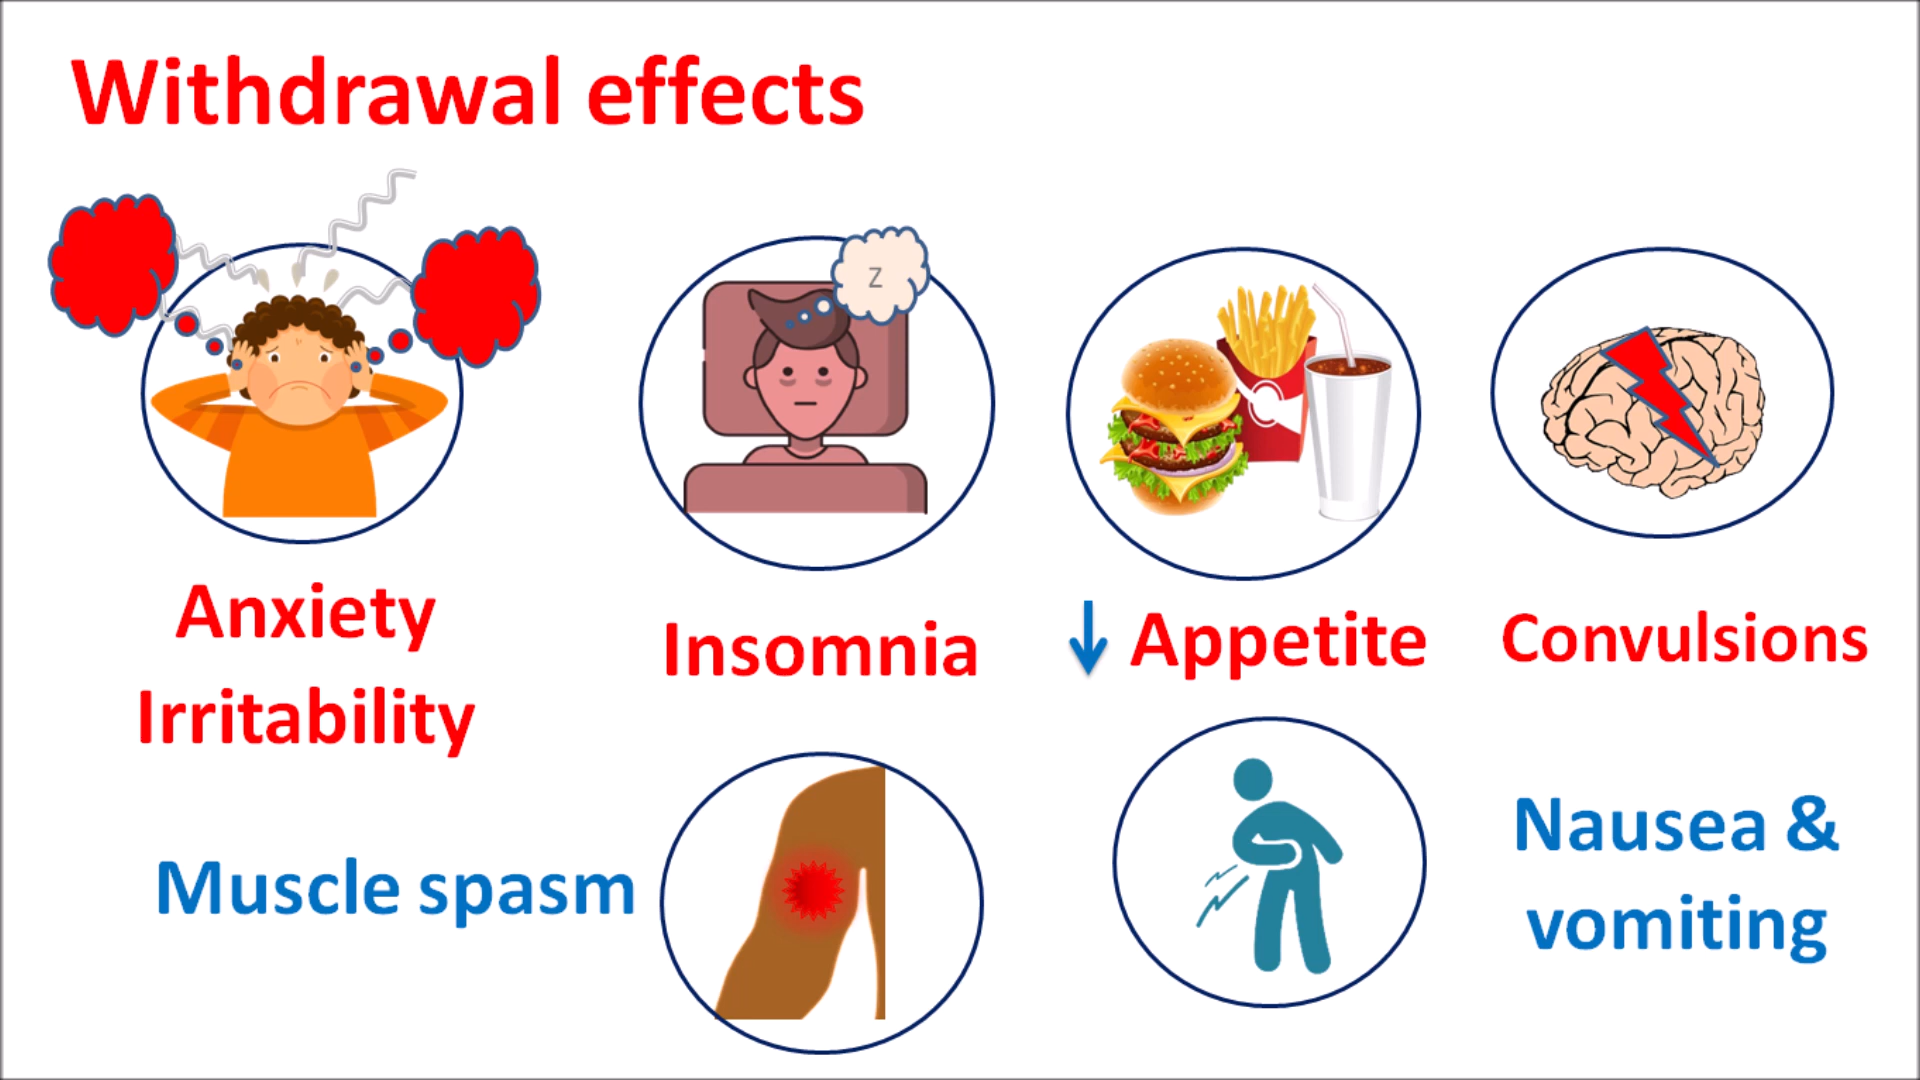 Withdrawal effects
Z
Anxiety
Irritability
Insomnia
↓ Appetite
Convulsions
Muscle spasm
Nausea &
vomiting